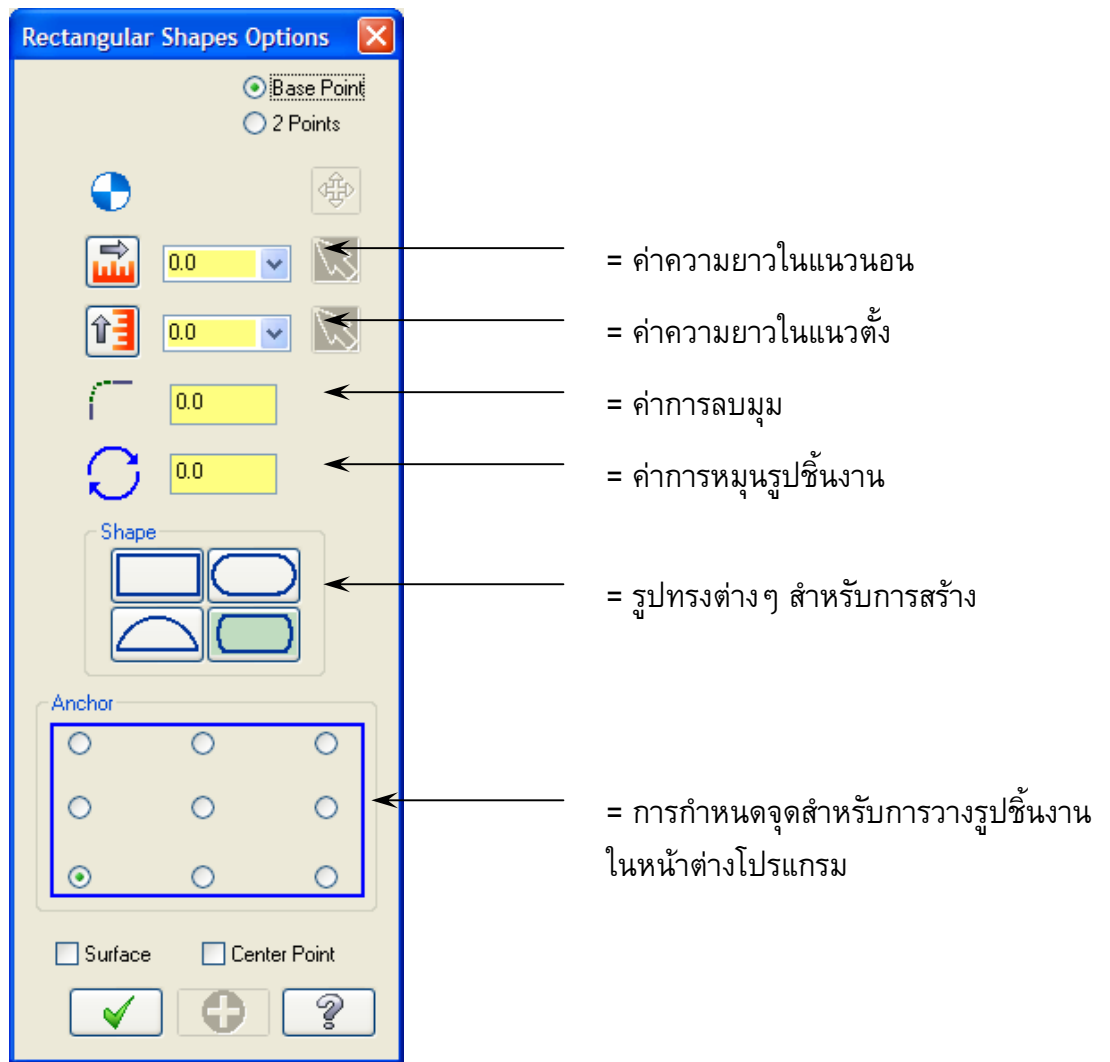 Rectangular Shapes Options
Base Point
2 Points
0.0
= ค่าความยาวในแนวนอน
0.0
= ค่าความยาวในแนวตั้ง
0.0
= ค่าการลบมุม
0.0
= ค่าการหมุนรูปชิ้นงาน
Shape
= รูปทรงต่างๆ สำหรับการสร้าง
Anchor
= การกำหนดจุดสำหรับการวางรูปชิ้นงาน
ในหน้าต่างโปรแกรม
Surface
Center Point